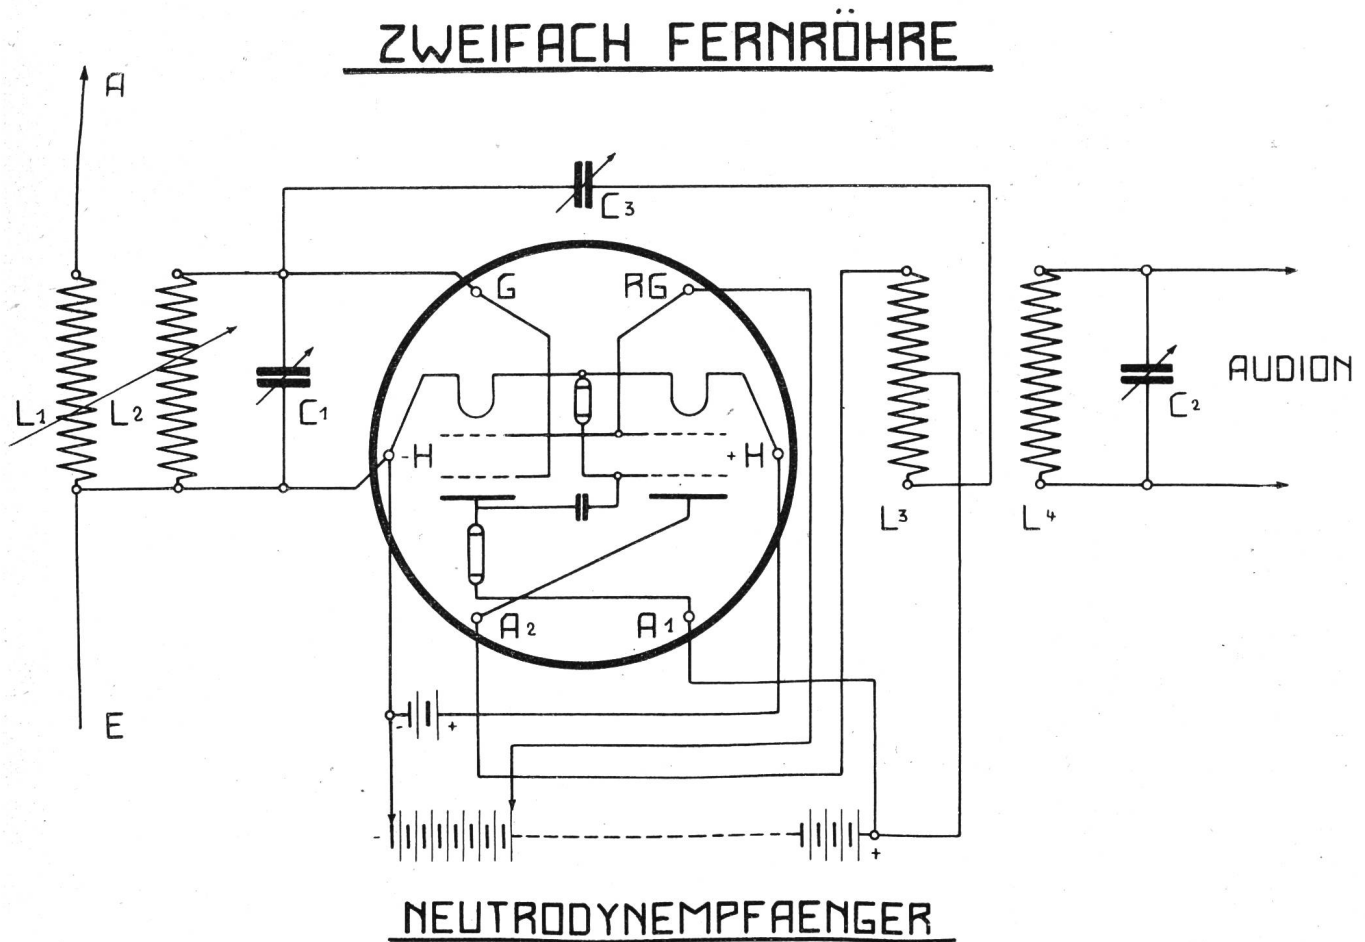 ZWEIFACH FERNRÖHRE
A
C3
G RG
L1 L2 C1
-H +H
AUDION
C2
L3 L4
A2 A1
E
- +
- +
NEUTRODYNEMPFAENGER